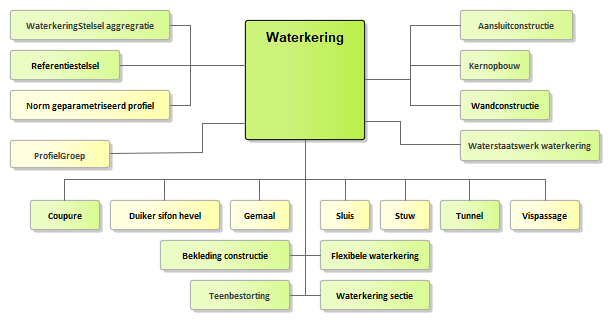 WaterkeringStelsel aggregratie
Waterkering
Aansluitconstructie
Referentiestelsel
Kernopbouw
Norm geparametriseerd profiel
Wandconstructie
ProfielGroep
Waterstaatswerk waterkering
Coupure
Duiker sifon hevel
Gemaal
Sluis
Stuw
Tunnel
Vispassage
Bekleding constructie
Flexibele waterkering
Teenbestorting
Waterkering sectie